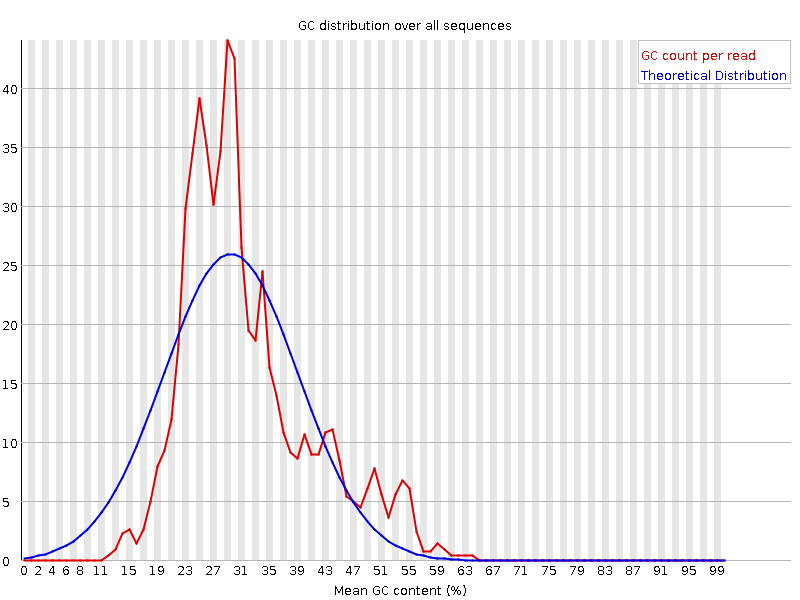 GC distribution over all sequences
GC count per read
Theoretical Distribution
40
35
30
25
20
15
10
5
0
0 2 4 6 8 11 15 19 23 27 31 35 39 43 47 51 55 59 63 67 71 75 79 83 87 91 95 99
Mean GC content (%)